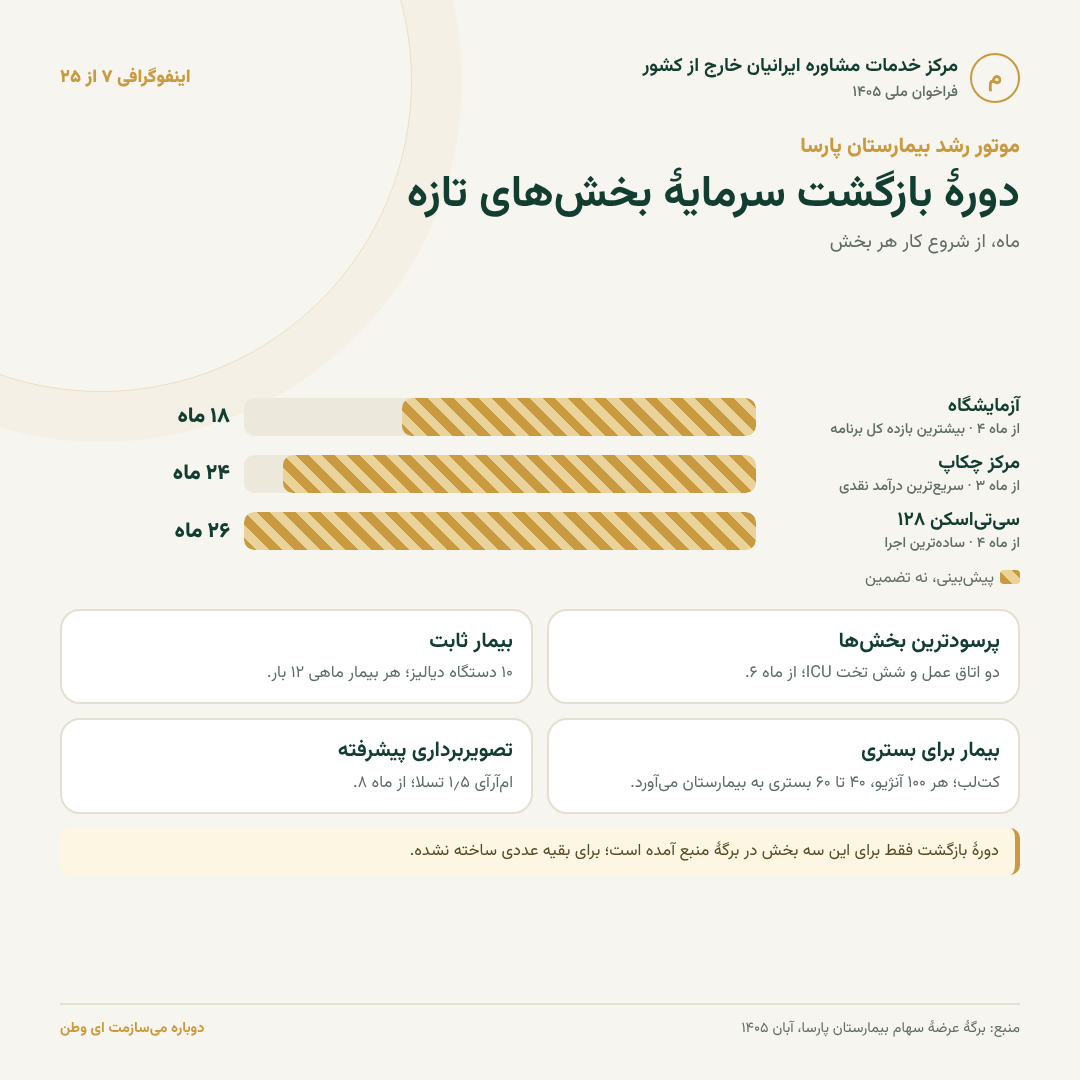 م
مرکز خدمات مشاوره ایرانیان خارج از کشور
فراخوان ملی ۱۴۰۵
اینفوگرافی ۷ از ۲۵
موتور رشد بیمارستان پارسا
دورهٔ بازگشت سرمایهٔ بخش‌های تازه
ماه، از شروع کار هر بخش
آزمایشگاه
از ماه ۴ · بیشترین بازده کل برنامه
۱۸ ماه
مرکز چکاپ
از ماه ۳ · سریع‌ترین درآمد نقدی
۲۴ ماه
سی‌تی‌اسکن ۱۲۸
از ماه ۴ · ساده‌ترین اجرا
۲۶ ماه
پیش‌بینی، نه تضمین
پرسودترین بخش‌ها
دو اتاق عمل و شش تخت ICU؛ از ماه ۶.
بیمار ثابت
۱۰ دستگاه دیالیز؛ هر بیمار ماهی ۱۲ بار.
بیمار برای بستری
کت‌لب؛ هر ۱۰۰ آنژیو، ۴۰ تا ۶۰ بستری به بیمارستان می‌آورد.
تصویربرداری پیشرفته
ام‌آرآی ۱٫۵ تسلا؛ از ماه ۸.
دورهٔ بازگشت فقط برای این سه بخش در برگهٔ منبع آمده است؛ برای بقیه عددی ساخته نشده.
منبع: برگهٔ عرضهٔ سهام بیمارستان پارسا، آبان ۱۴۰۵
دوباره می‌سازمت ای وطن